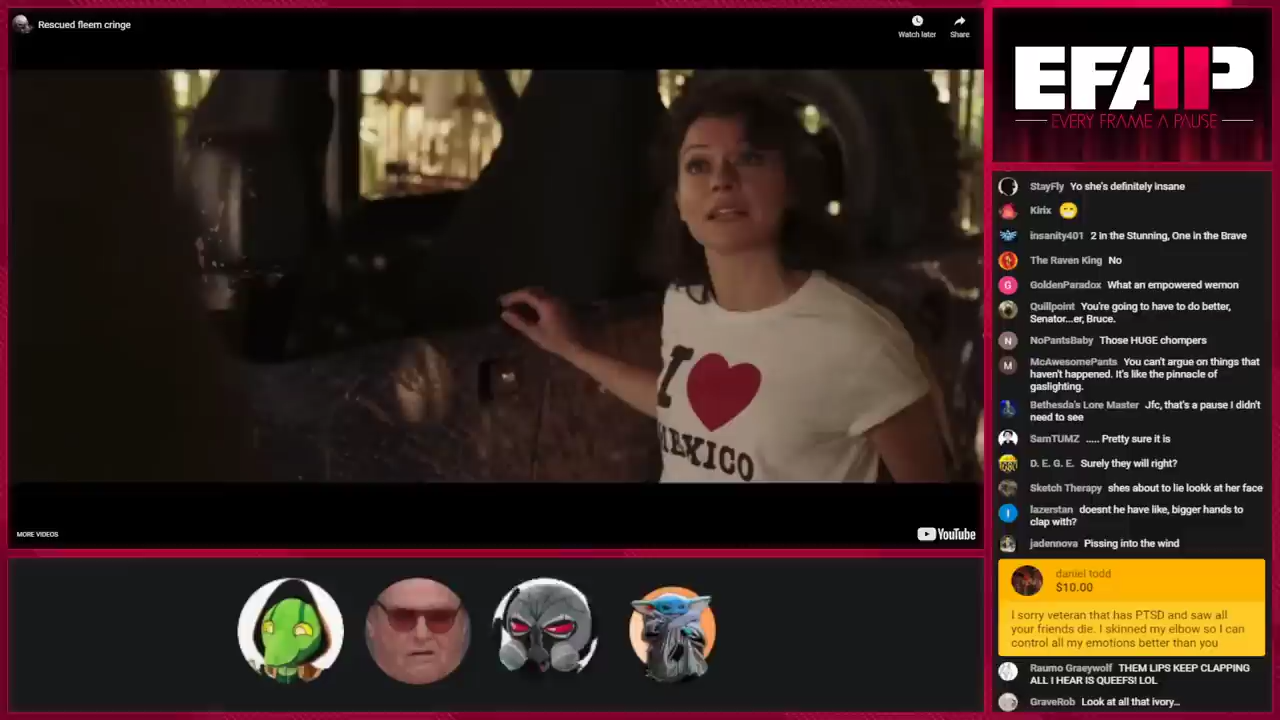 Rescued fleem cringe
Watch later
Share
I
MEXICO
MORE VIDEOS
YouTube
EFAP
EVERY FRAME A PAUSE
StayFly Yo she's definitely insane
Kirix
insanity401 2 in the Stunning, One in the Brave
The Raven King No
G
GoldenParadox What an empowered wemon
Quillpoint You're going to have to do better,
Senator...er, Bruce.
N
NoPantsBaby Those HUGE chompers
M
McAwesomePants You can't argue on things that
haven't happened. It's like the pinnacle of
gaslighting.
Bethesda's Lore Master Jfc, that's a pause I didn't
need to see
SamTUMZ ..... Pretty sure it is
D. E. G. E. Surely they will right?
Sketch Therapy shes about to lie lookk at her face
lazerstan doesnt he have like, bigger hands to
clap with?
jadennova Pissing into the wind
daniel todd
$10.00
I sorry veteran that has PTSD and saw all
your friends die. I skinned my elbow so I can
control all my emotions better than you
Raumo Graeywolf THEM LIPS KEEP CLAPPING
ALL I HEAR IS QUEEFS! LOL
GraveRob Look at all that ivory...